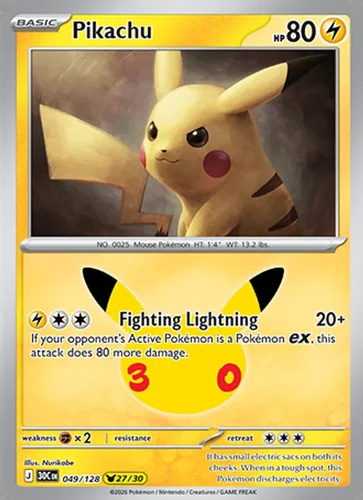 BASIC
Pikachu
HP 80
NO. 0025 Mouse Pokémon HT: 1'4" WT: 13.2 lbs.
Fighting Lightning 20+
If your opponent's Active Pokémon is a Pokémon ex, this
attack does 80 more damage.
3 0
weakness × 2 resistance retreat
Illus. Nurikabe
It has small electric sacs on both its
cheeks. When in a tough spot, this
Pokémon discharges electricity.
J 30C EN 049/128 27/30
©2026 Pokémon / Nintendo / Creatures / GAME FREAK